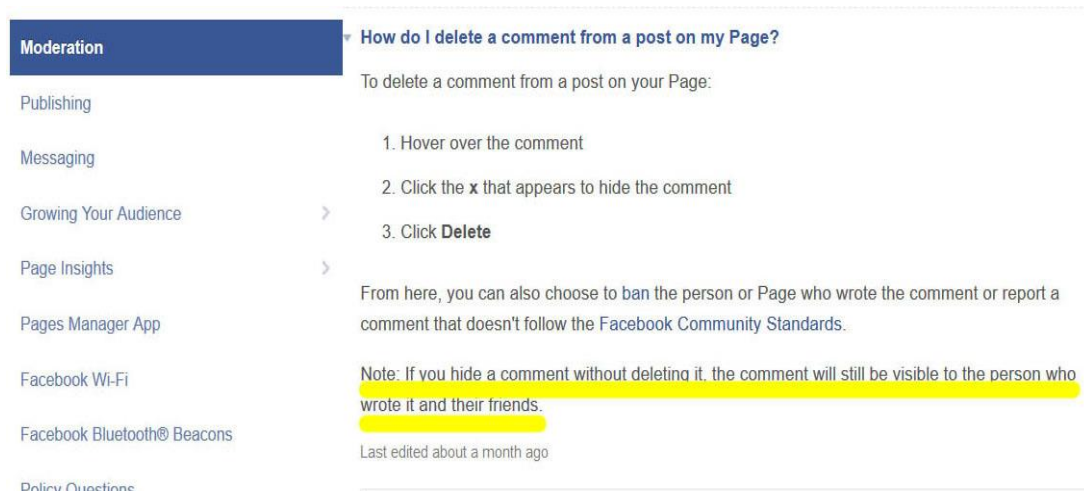 Moderation
Publishing
Messaging
Growing Your Audience
Page Insights
Pages Manager App
Facebook Wi-Fi
Facebook Bluetooth® Beacons
Policy Questions
How do I delete a comment from a post on my Page?
To delete a comment from a post on your Page:
1. Hover over the comment
2. Click the x that appears to hide the comment
3. Click Delete
From here, you can also choose to ban the person or Page who wrote the comment or report a
comment that doesn't follow the Facebook Community Standards.
Note: If you hide a comment without deleting it, the comment will still be visible to the person who
wrote it and their friends.
Last edited about a month ago